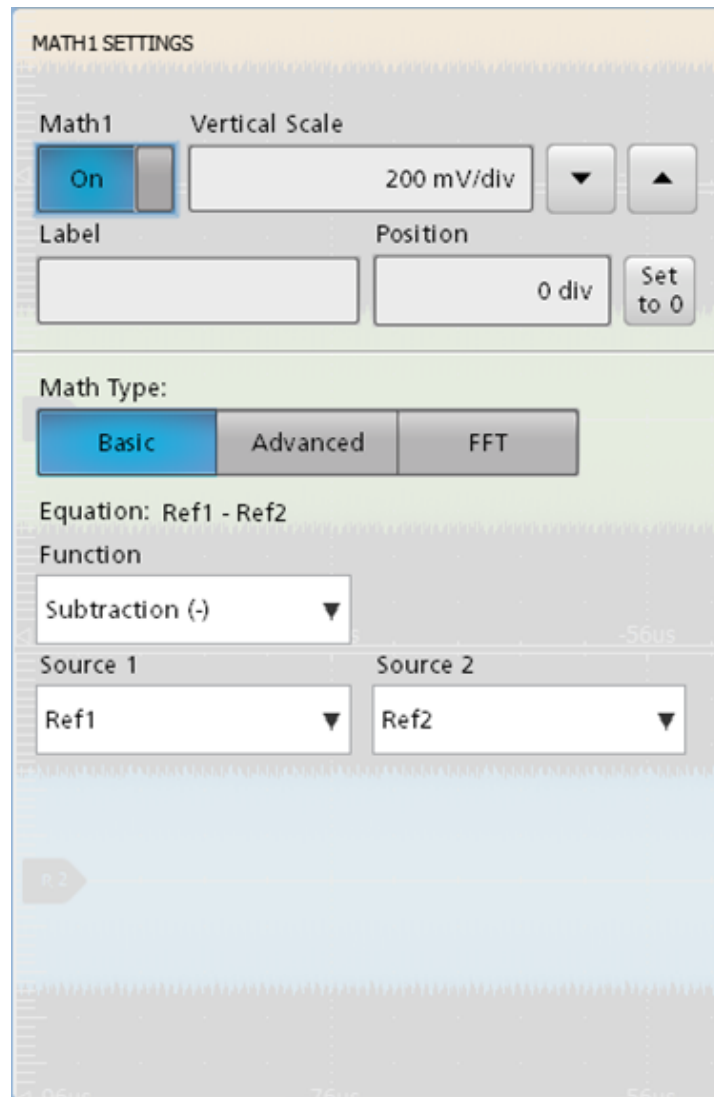 MATH1 SETTINGS
Math1 Vertical Scale
On 200 mV/div
Label Position
0 div Set to 0
Math Type:
Basic Advanced FFT
Equation: Ref1 - Ref2
Function
Subtraction (-)
-56us
Source 1 Source 2
Ref1 Ref2
R 2
-96us -76us -56us